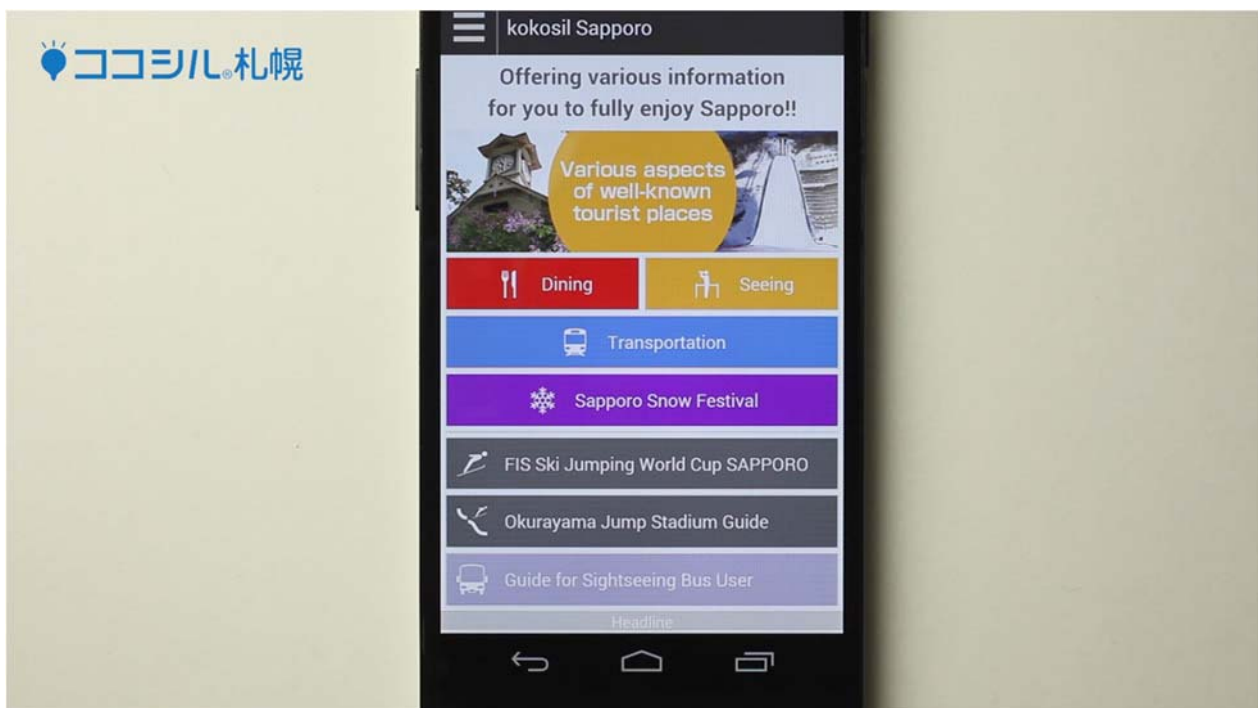 ココシル®札幌
kokosil Sapporo
Offering various information
for you to fully enjoy Sapporo!!
Various aspects
of well-known
tourist places
Dining
Seeing
Transportation
Sapporo Snow Festival
FIS Ski Jumping World Cup SAPPORO
Okurayama Jump Stadium Guide
Guide for Sightseeing Bus User
Headline